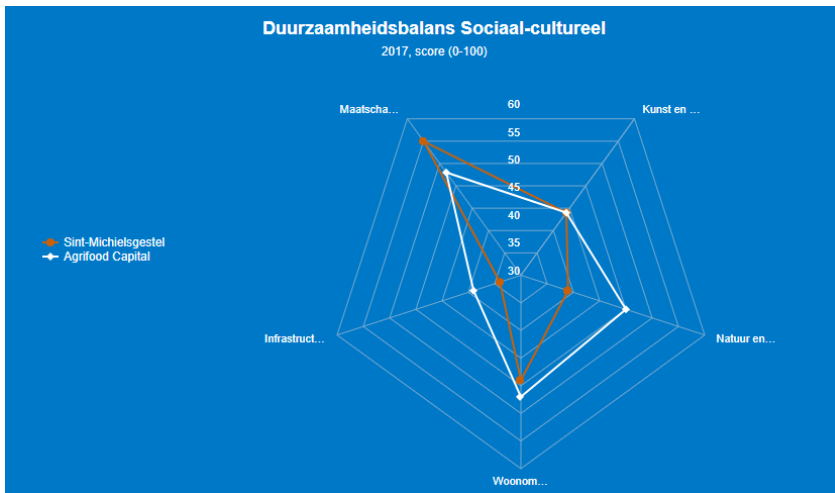 Duurzaamheidsbalans Sociaal-cultureel
2017, score (0-100)
Maatscha...
60
Kunst en ...
55
50
45
40
35
30
Sint-Michielsgestel
Agrifood Capital
Infrastruct...
Natuur en...
Woonom...